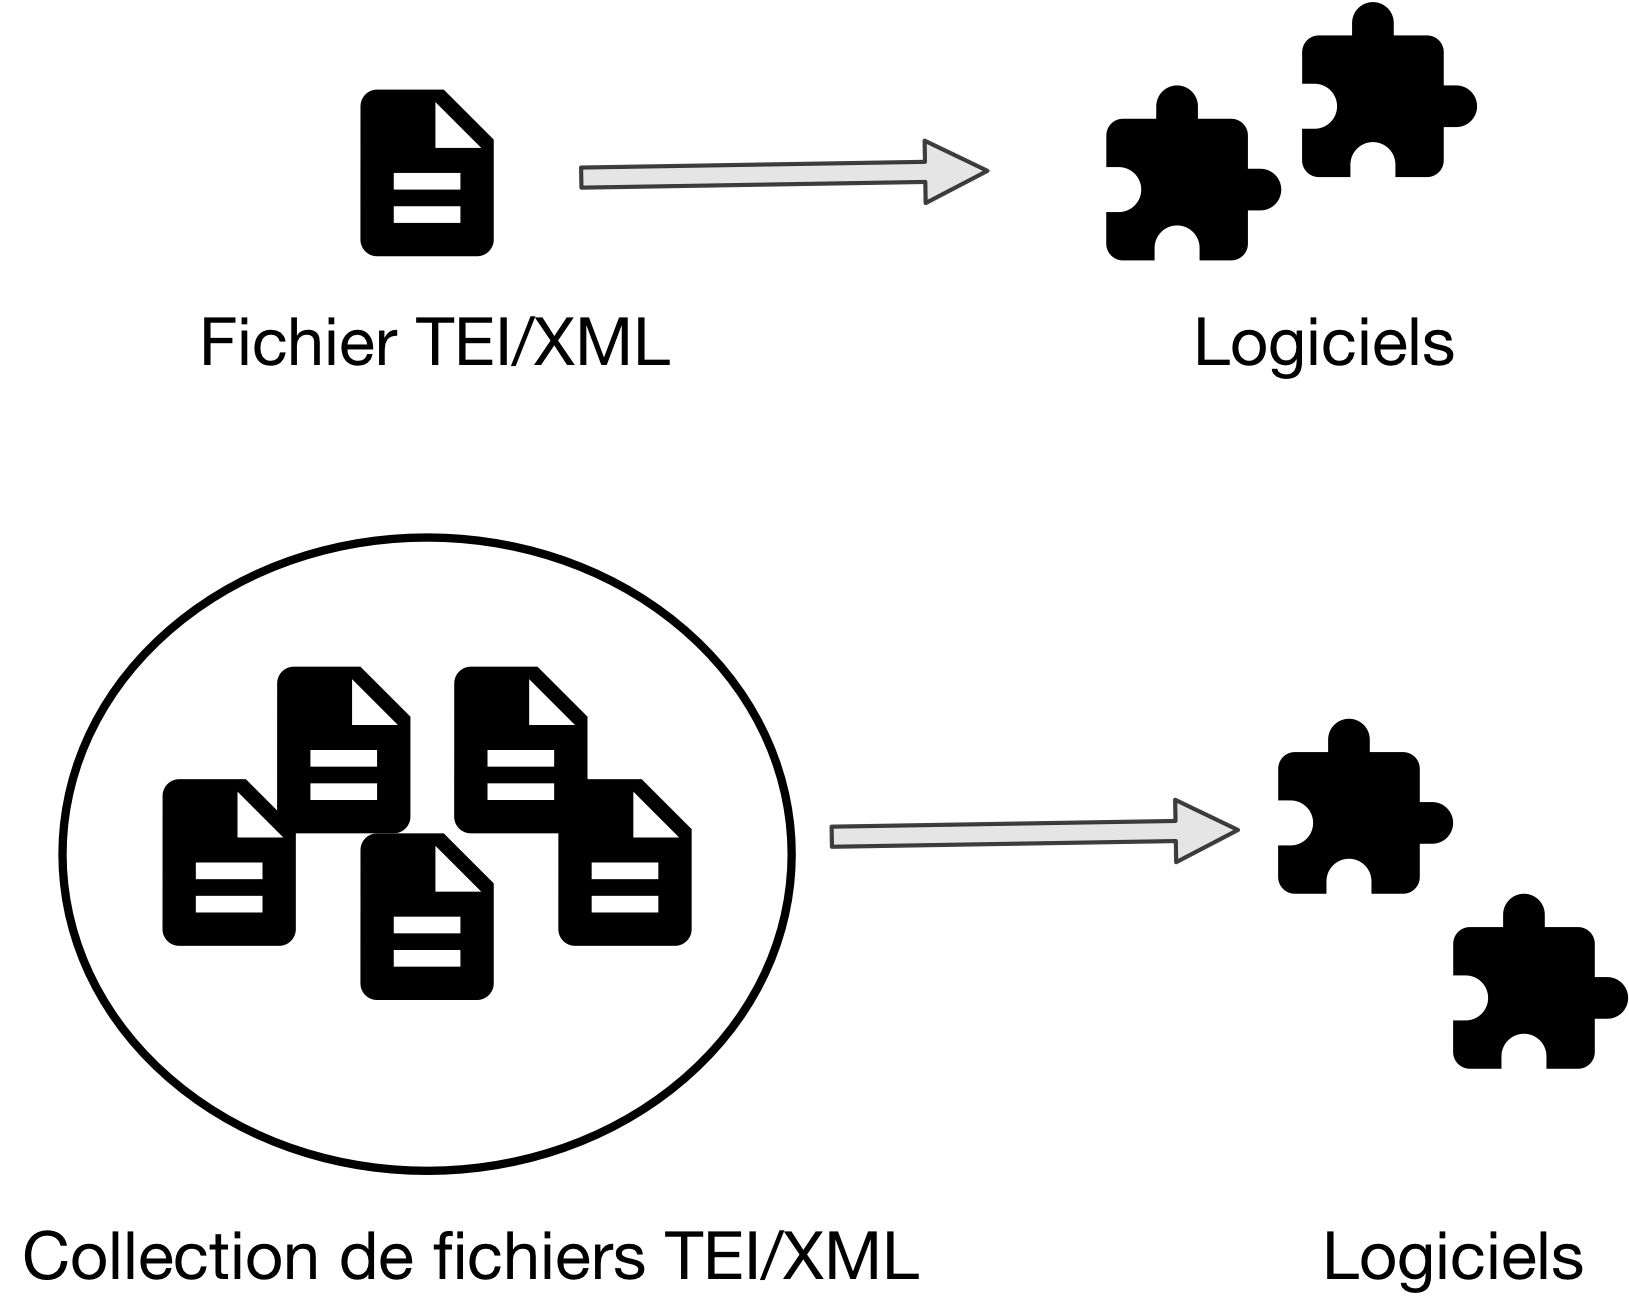 Fichier TEI/XML
Logiciels
Collection de fichiers TEI/XML
Logiciels